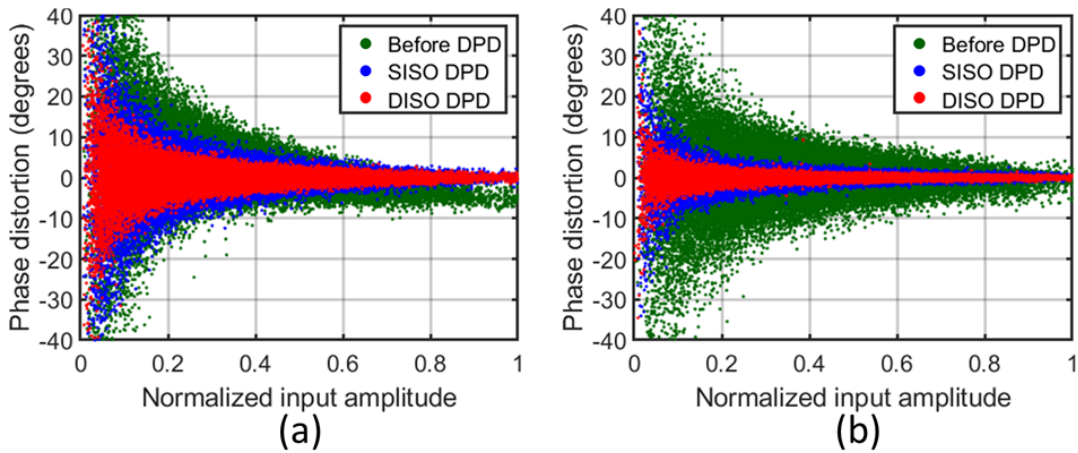 Phase distortion (degrees)
40
30
20
10
0
-10
-20
-30
-40
Before DPD
SISO DPD
DISO DPD
0
0.2
0.4
0.6
0.8
1
Normalized input amplitude
(a)
Phase distortion (degrees)
40
30
20
10
0
-10
-20
-30
-40
Before DPD
SISO DPD
DISO DPD
0
0.2
0.4
0.6
0.8
1
Normalized input amplitude
(b)